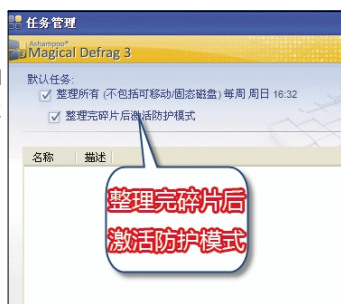 任务管理
Ashampoo®
Magical Defrag 3
默认任务:
整理所有 (不包括可移动/固态磁盘) 每周 周日 16:32
整理完碎片后激活防护模式
名称 描述
整理完碎片后
激活防护模式